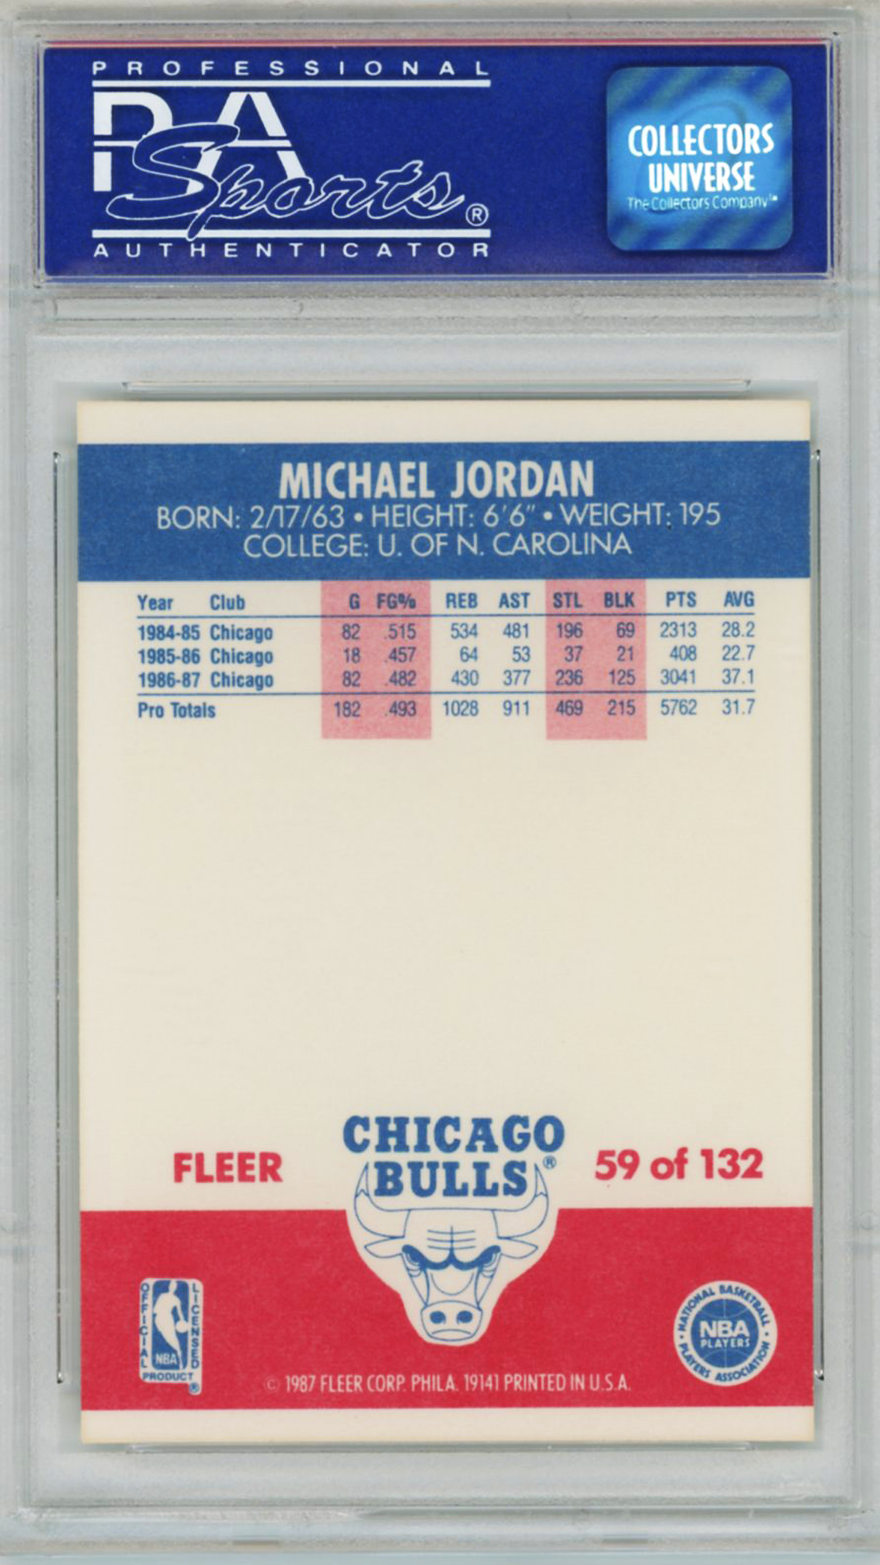 PROFESSIONAL
PSA
Sports®
AUTHENTICATOR
COLLECTORS
UNIVERSE
The Collectors Company™
MICHAEL JORDAN
BORN: 2/17/63 • HEIGHT: 6'6" • WEIGHT: 195
COLLEGE: U. OF N. CAROLINA
Year Club G FG% REB AST STL BLK PTS AVG
1984-85 Chicago 82 .515 534 481 196 69 2313 28.2
1985-86 Chicago 18 .457 64 53 37 21 408 22.7
1986-87 Chicago 82 .482 430 377 236 125 3041 37.1
Pro Totals 182 .493 1028 911 469 215 5762 31.7
CHICAGO
BULLS®
FLEER
59 of 132
OFFICIAL
LICENSED
NBA
PRODUCT
®
NATIONAL BASKETBALL
NBA
PLAYERS
PLAYERS ASSOCIATION
© 1987 FLEER CORP. PHILA. 19141 PRINTED IN U.S.A.